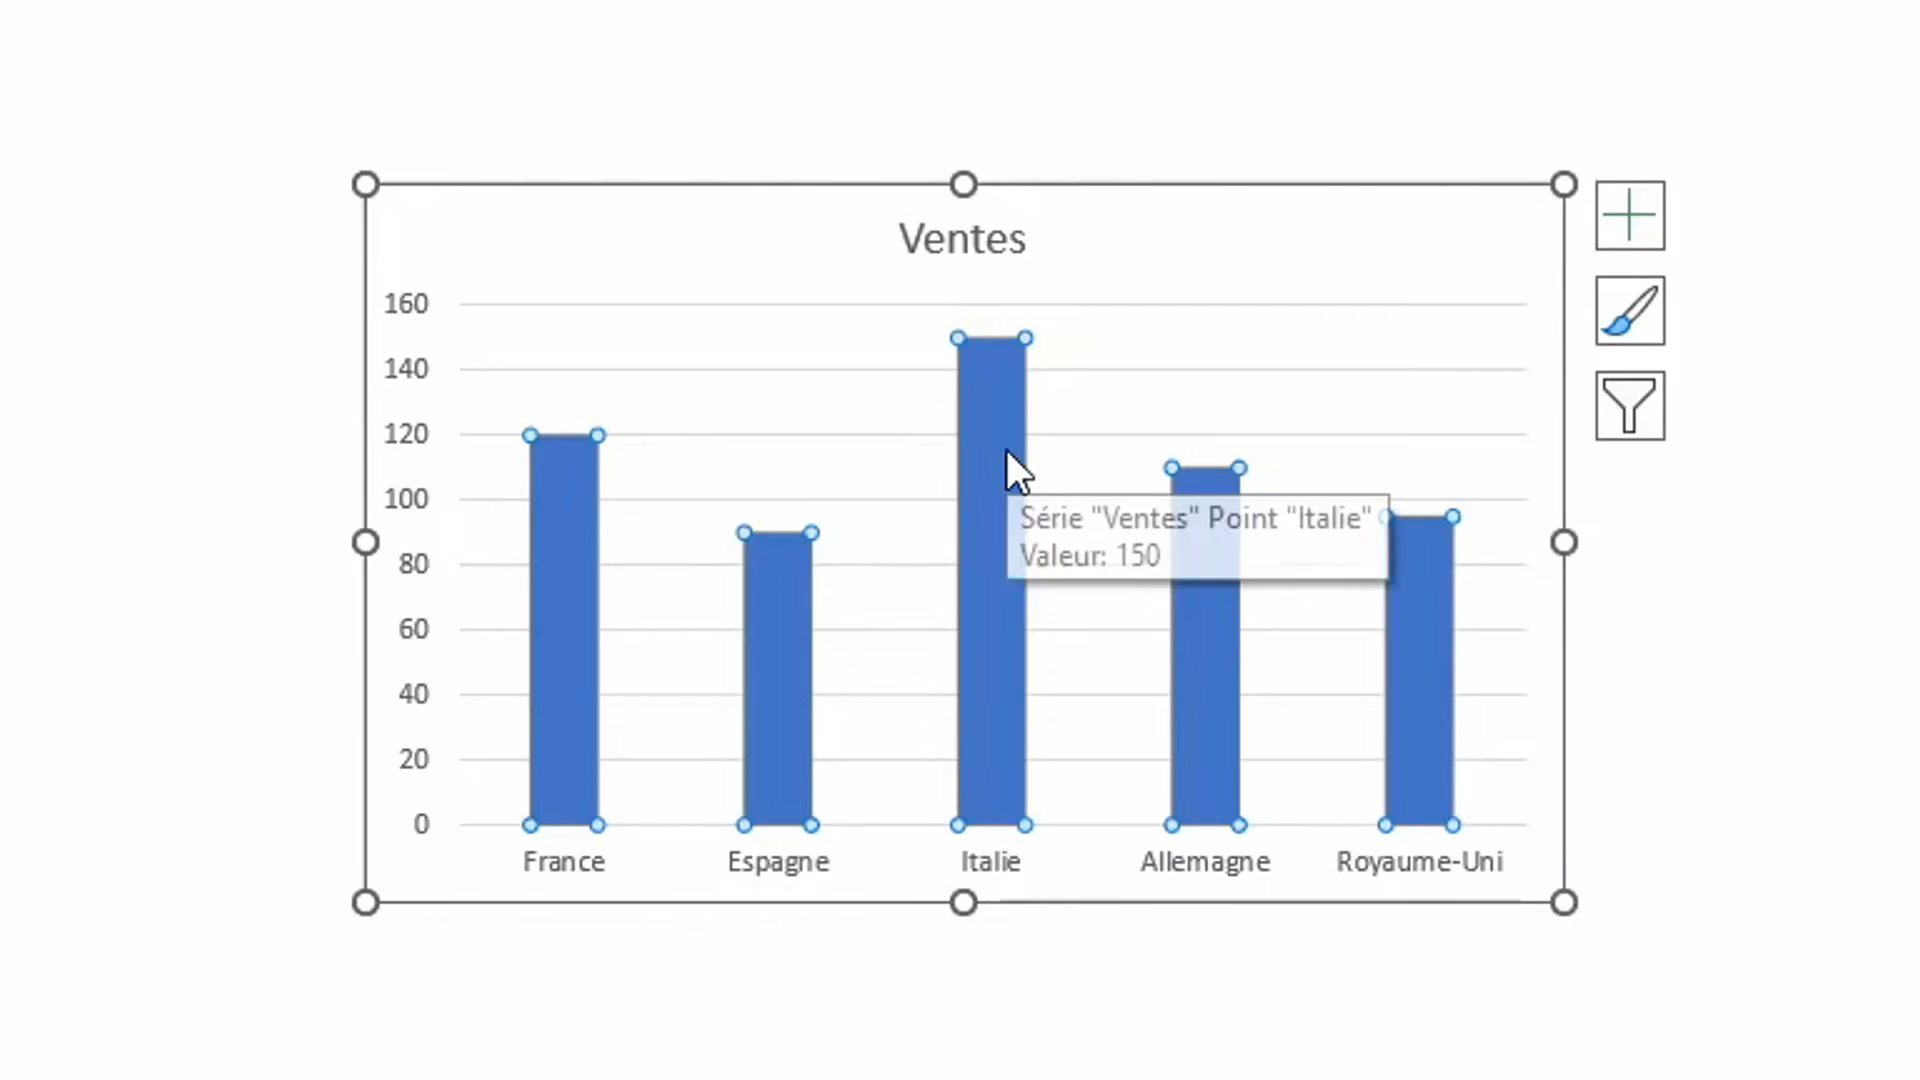 Ventes
160
140
120
100
80
60
40
20
0
Série "Ventes" Point "Italie"
Valeur: 150
France Espagne Italie Allemagne Royaume-Uni